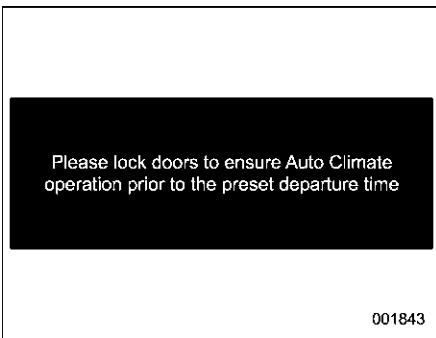 Please lock doors to ensure Auto Climate
operation prior to the preset departure time
001843